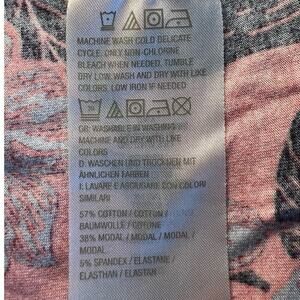 MACHINE WASH COLD DELICATE
CYCLE. ONLY NON-CHLORINE
BLEACH WHEN NEEDED. TUMBLE
DRY LOW. WASH AND DRY WITH LIKE
COLORS. LOW IRON IF NEEDED
GB: WASHABLE IN WASHING
MACHINE AND DRY WITH LIKE
COLORS
D: WASCHEN UND TROCKNEN MIT
ÄHNLICHEN FARBEN
I: LAVARE E ASCIUGARE CON COLORI
SIMILARI
57% COTTON / COTTON /
BAUMWOLLE / COTONE
38% MODAL / MODAL / MODAL /
MODAL
5% SPANDEX / ELASTANE /
ELASTHAN / ELASTAN